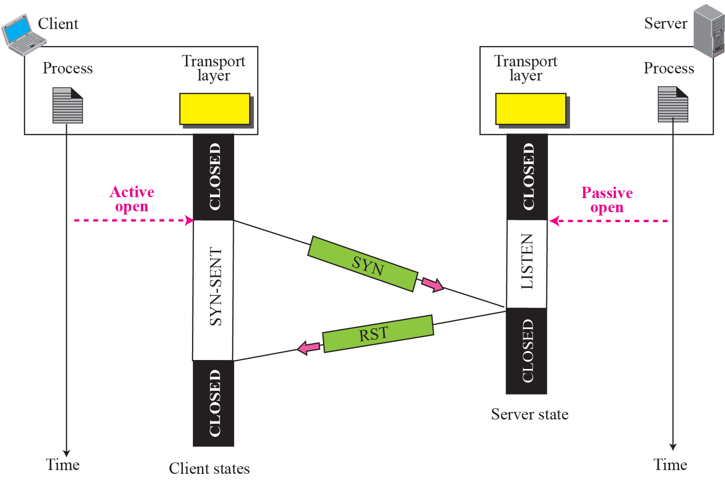 Client
Server
Process
Transport
layer
Transport
layer
Process
CLOSED
CLOSED
Active
open
Passive
open
SYN-SENT
SYN
LISTEN
RST
CLOSED
CLOSED
Server state
Time
Client states
Time